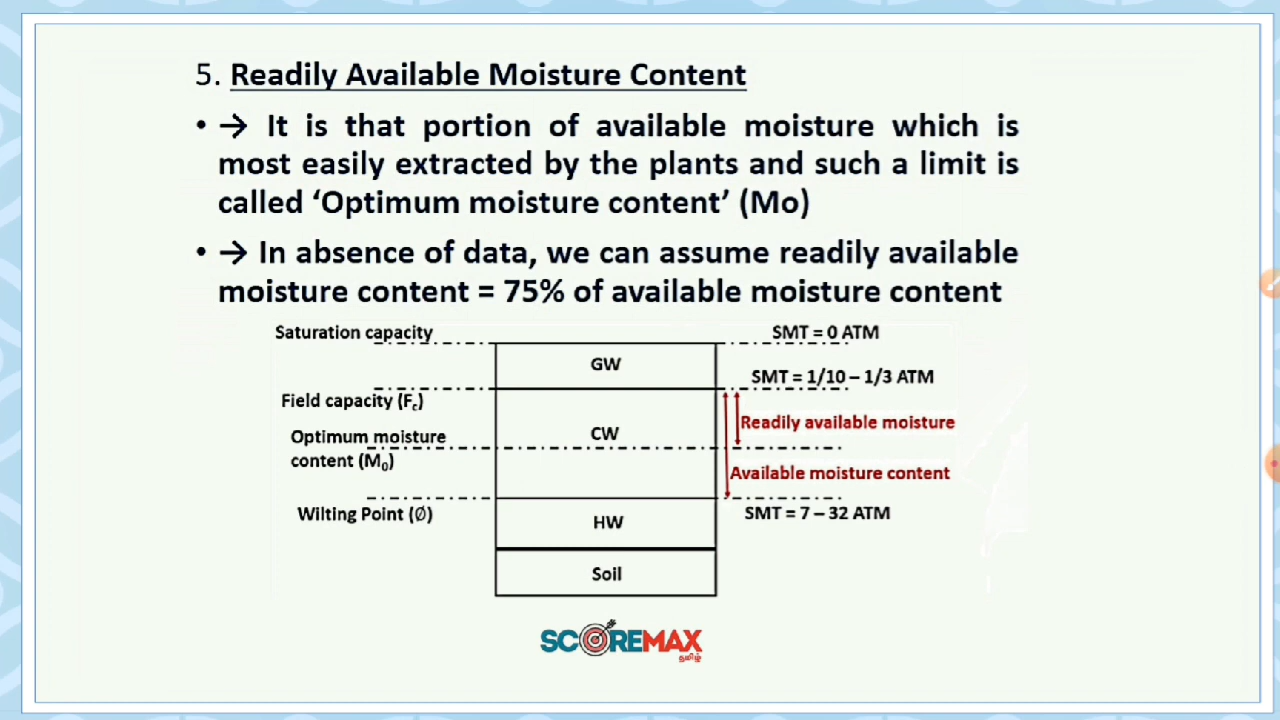 5. Readily Available Moisture Content
• → It is that portion of available moisture which is
most easily extracted by the plants and such a limit is
called ‘Optimum moisture content’ (Mo)
• → In absence of data, we can assume readily available
moisture content = 75% of available moisture content
Saturation capacity
SMT = 0 ATM
GW
SMT = 1/10 – 1/3 ATM
Field capacity (Fc)
Readily available moisture
CW
Optimum moisture
content (M0)
Available moisture content
Wilting Point (Ø)
SMT = 7 – 32 ATM
HW
Soil
SCOREMAX
தமிழ்